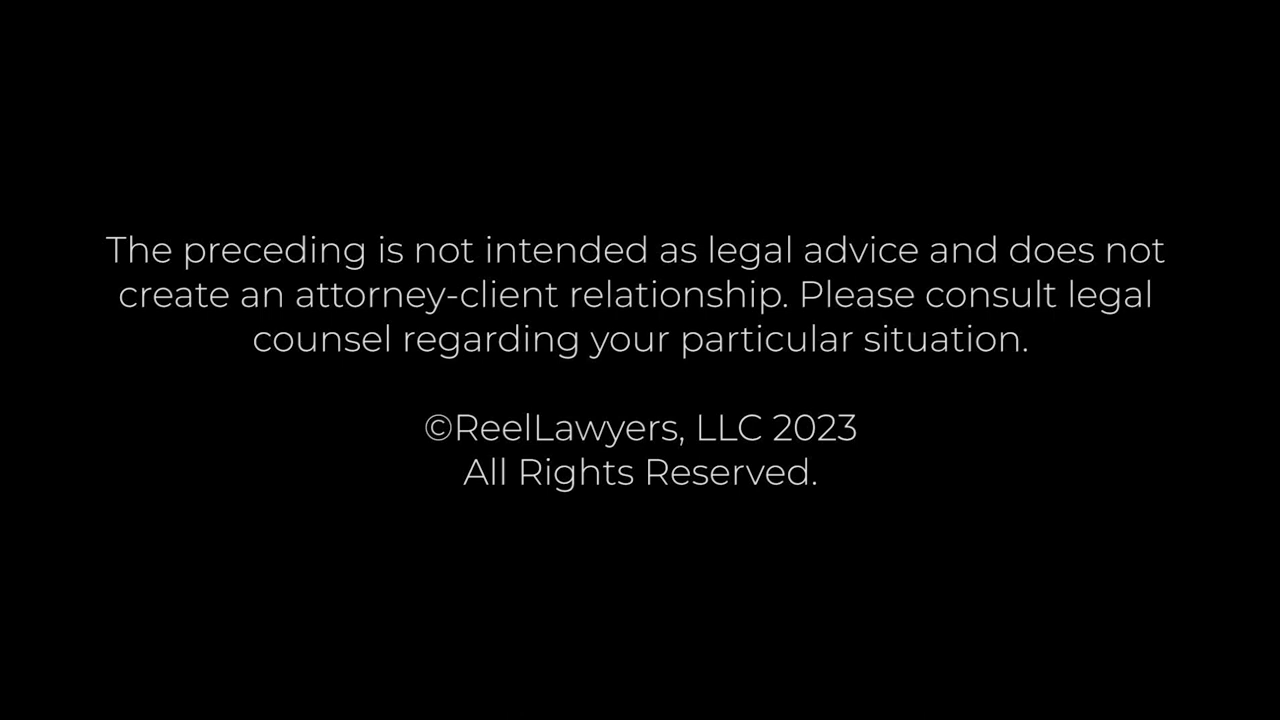 The preceding is not intended as legal advice and does not
create an attorney-client relationship. Please consult legal
counsel regarding your particular situation.
©ReelLawyers, LLC 2023
All Rights Reserved.